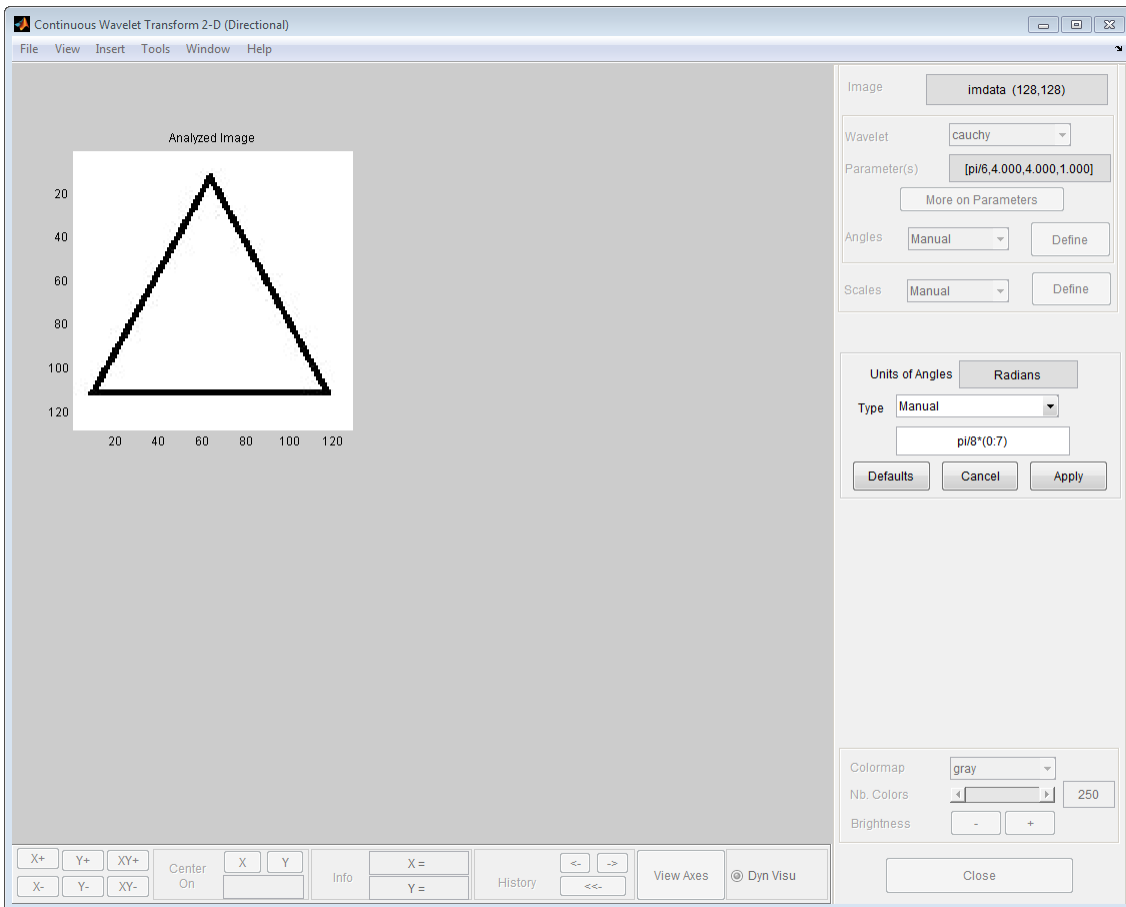 Continuous Wavelet Transform 2-D (Directional)
File View Insert Tools Window Help
Analyzed Image
20
40
60
80
100
120
20 40 60 80 100 120
Image imdata (128,128)
Wavelet cauchy
Parameter(s) [pi/6,4.000,4.000,1.000]
More on Parameters
Angles Manual Define
Scales Manual Define
Units of Angles Radians
Type Manual
pi/8*(0:7)
Defaults Cancel Apply
Colormap gray
Nb. Colors 250
Brightness - +
X+ Y+ XY+
X- Y- XY-
Center On X Y
Info X =
Y =
History <- ->
<<-
View Axes Dyn Visu
Close